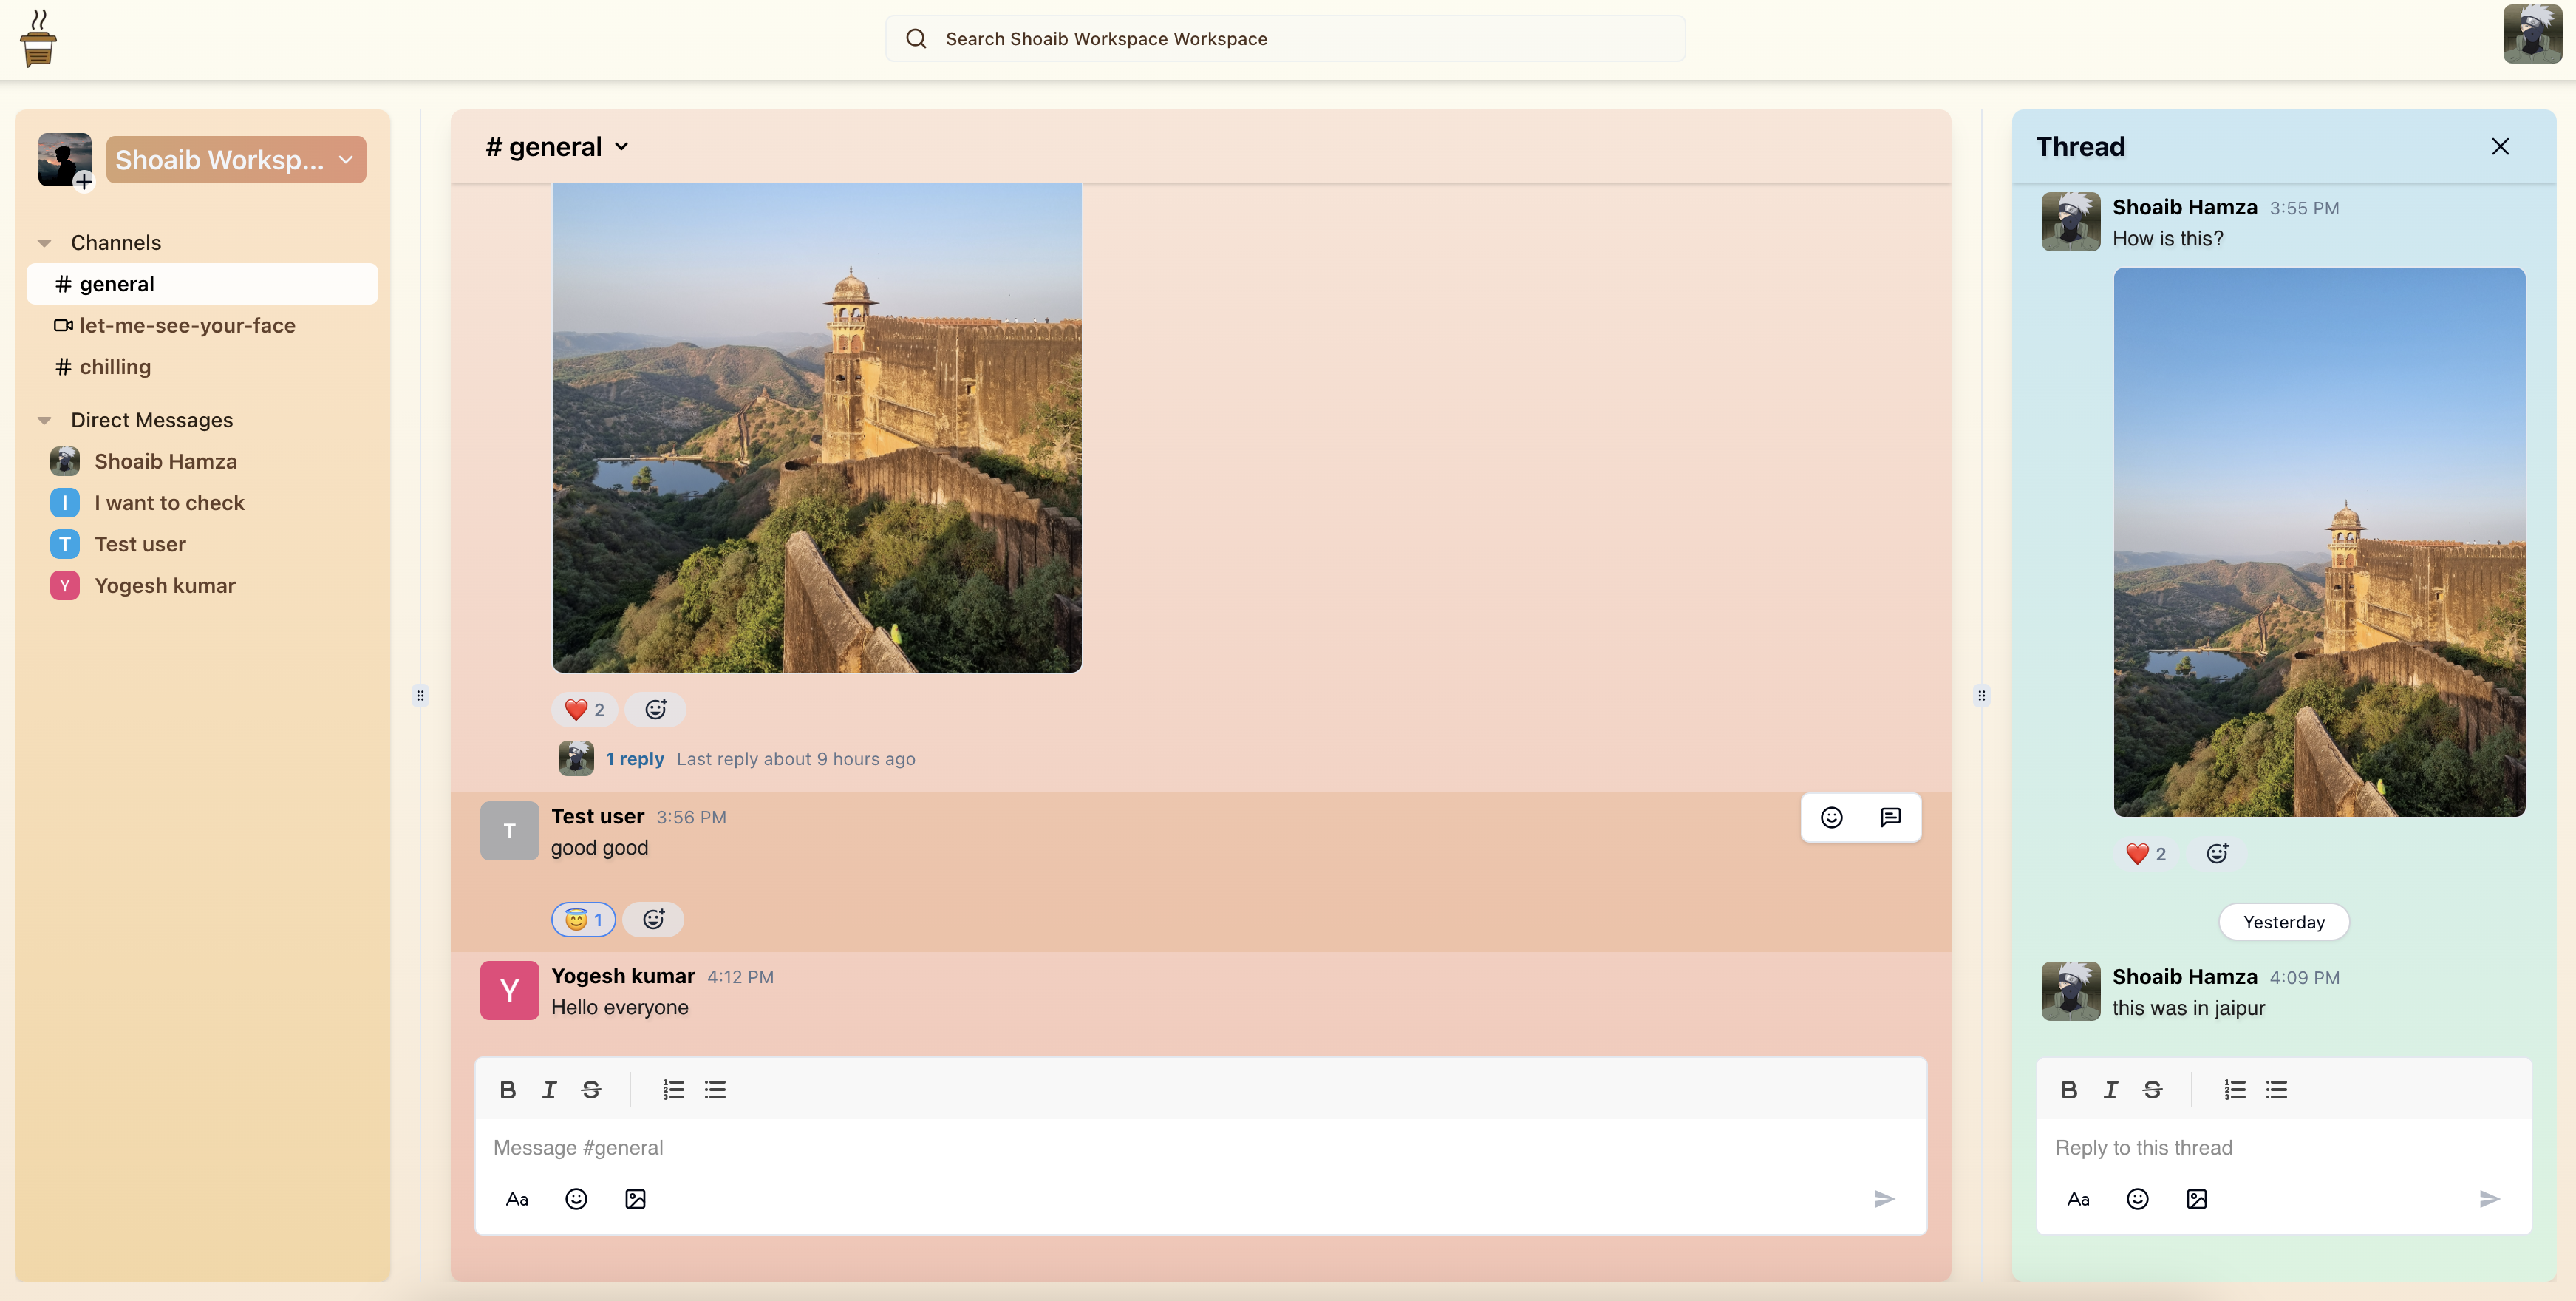 Search Shoaib Workspace Workspace
Shoaib Worksp...
Channels
# general
let-me-see-your-face
# chilling
Direct Messages
Shoaib Hamza
I I want to check
T Test user
Y Yogesh kumar
# general
❤️ 2
1 reply Last reply about 9 hours ago
T Test user 3:56 PM
good good
😇 1
Y Yogesh kumar 4:12 PM
Hello everyone
B I S
Message #general
Aa
Thread
Shoaib Hamza 3:55 PM
How is this?
❤️ 2
Yesterday
Shoaib Hamza 4:09 PM
this was in jaipur
B I S
Reply to this thread
Aa